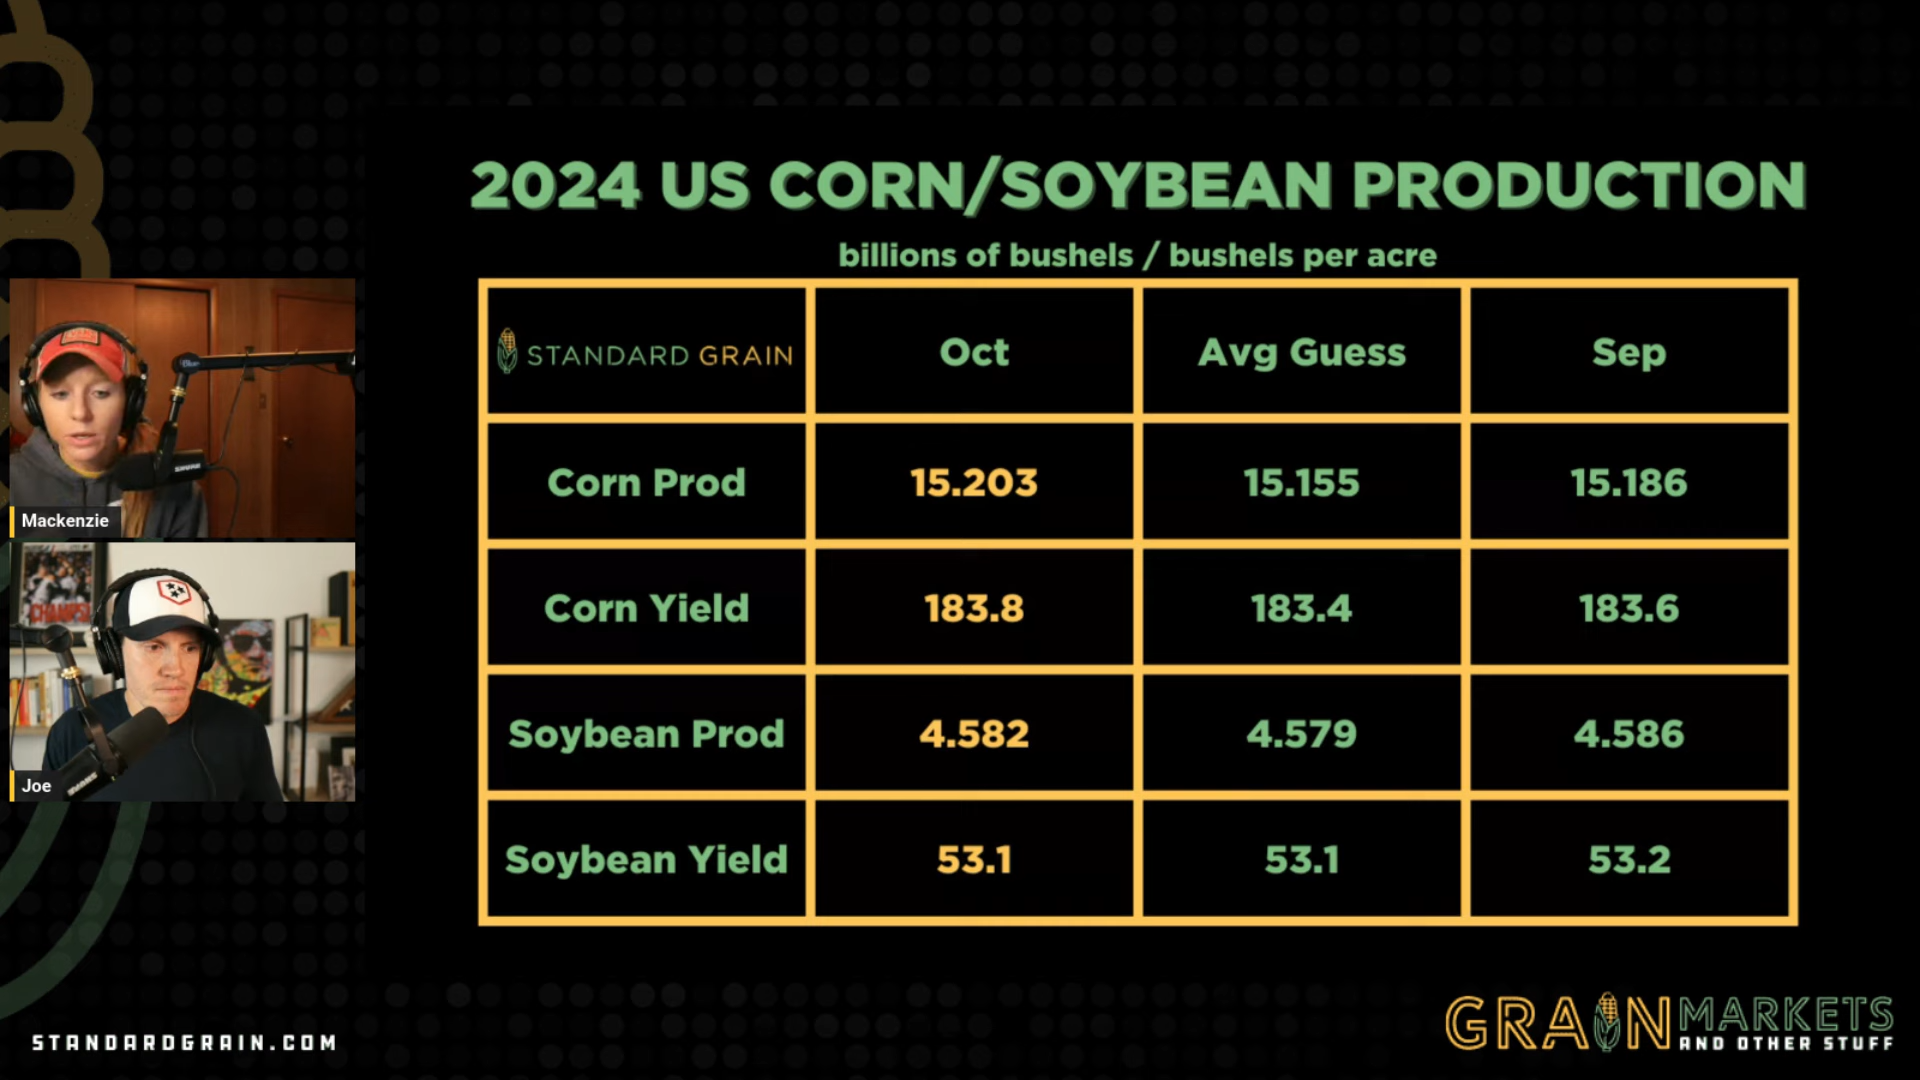 2024 US CORN/SOYBEAN PRODUCTION
billions of bushels / bushels per acre
STANDARD GRAIN Oct Avg Guess Sep
Corn Prod 15.203 15.155 15.186
Corn Yield 183.8 183.4 183.6
Soybean Prod 4.582 4.579 4.586
Soybean Yield 53.1 53.1 53.2
Mackenzie
CHAMPS!
Joe
STANDARDGRAIN.COM
GRAIN MARKETS
AND OTHER STUFF